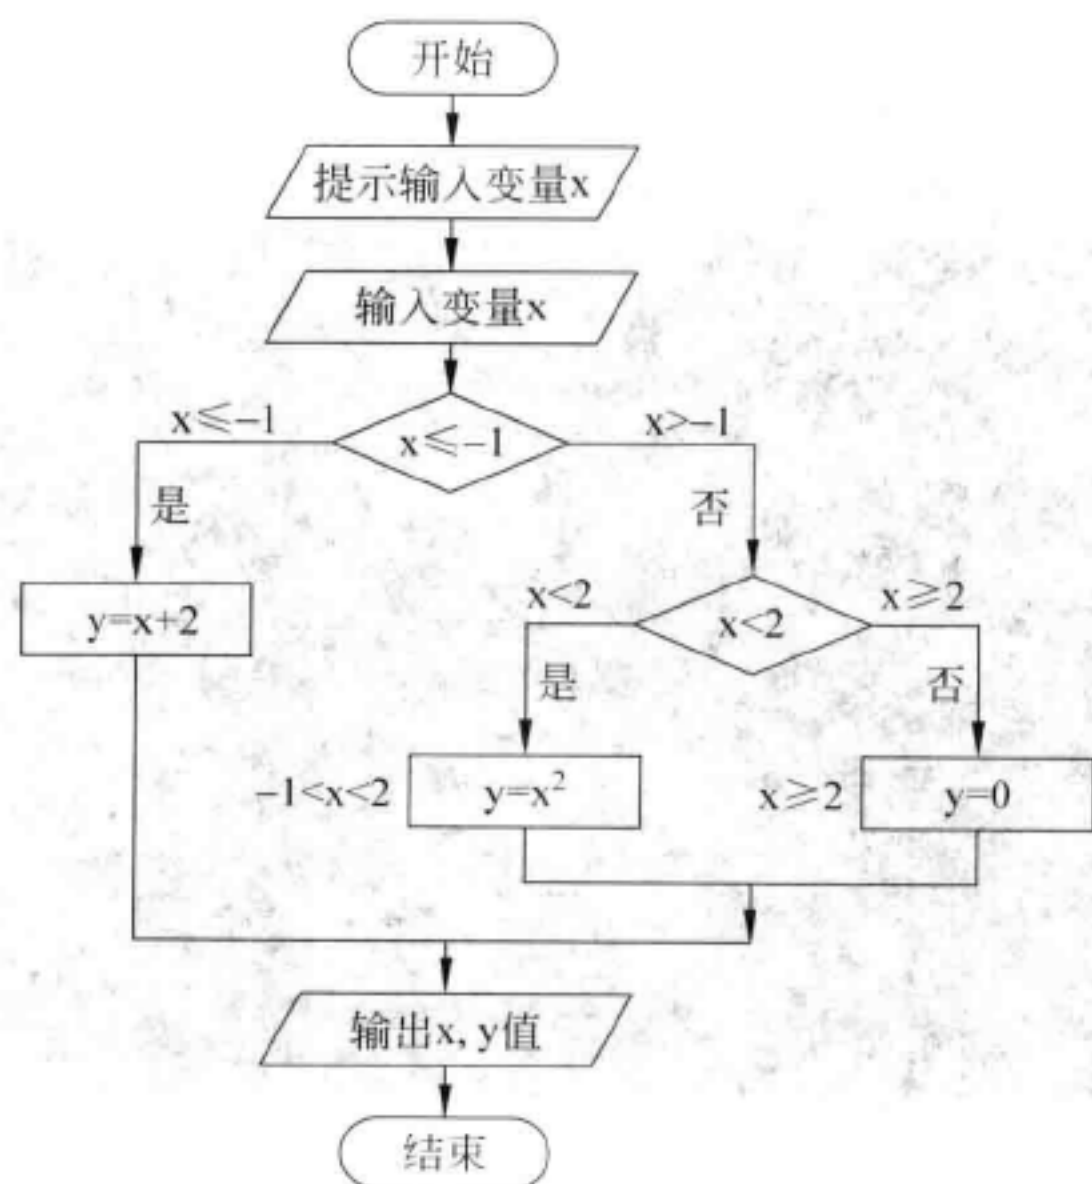 开始
提示输入变量x
输入变量x
x≤-1
x≤-1
x>-1
是
否
y=x+2
x<2
x<2
x≥2
是
否
-1<x<2
y=x²
x≥2
y=0
输出x, y值
结束